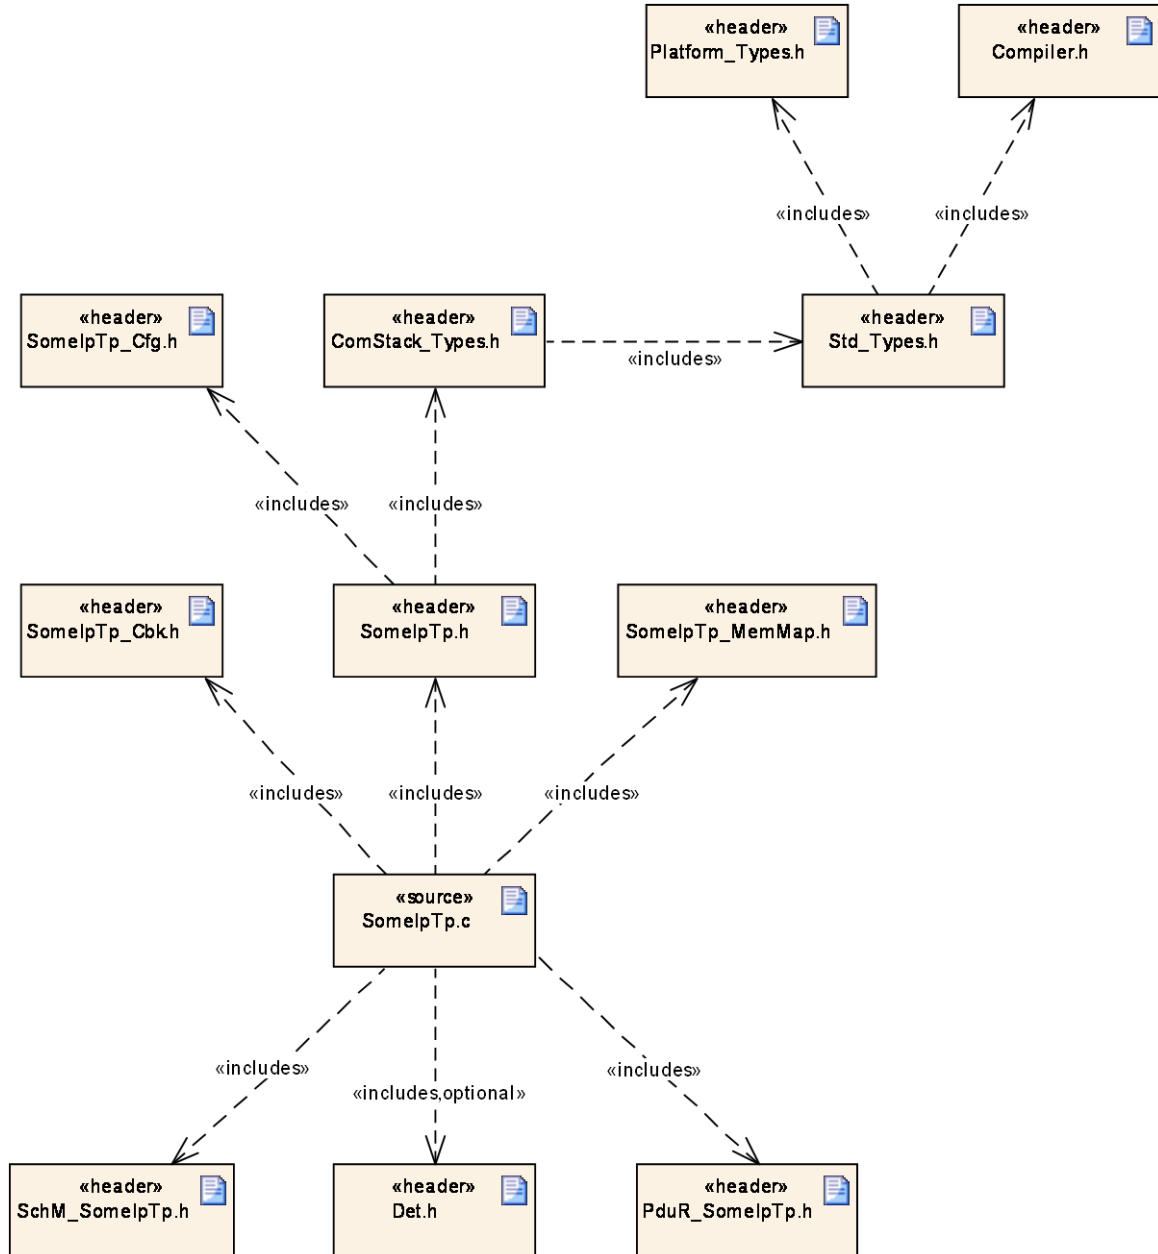 «header»
Platform_Types.h
«header»
Compiler.h
«includes»
«includes»
«header»
SomeIpTp_Cfg.h
«header»
ComStack_Types.h
«includes»
«header»
Std_Types.h
«includes»
«includes»
«header»
SomeIpTp_Cbk.h
«header»
SomeIpTp.h
«header»
SomeIpTp_MemMap.h
«includes»
«includes»
«includes»
«source»
SomeIpTp.c
«includes»
«includes,optional»
«includes»
«header»
SchM_SomeIpTp.h
«header»
Det.h
«header»
PduR_SomeIpTp.h